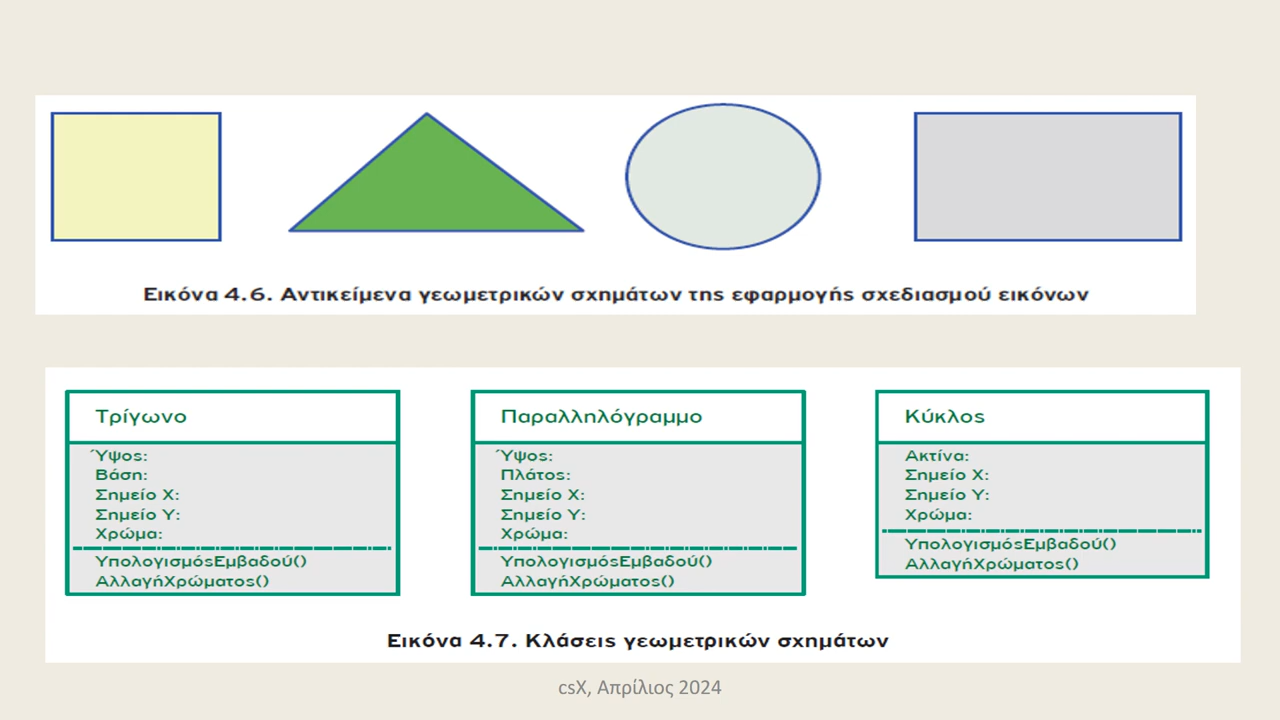 Εικόνα 4.6. Αντικείμενα γεωμετρικών σχημάτων της εφαρμογής σχεδιασμού εικόνων
Τρίγωνο
Ύψος:
Βάση:
Σημείο Χ:
Σημείο Υ:
Χρώμα:
ΥπολογισμόςΕμβαδού()
ΑλλαγήΧρώματος()
Παραλληλόγραμμο
Ύψος:
Πλάτος:
Σημείο Χ:
Σημείο Υ:
Χρώμα:
ΥπολογισμόςΕμβαδού()
ΑλλαγήΧρώματος()
Κύκλος
Ακτίνα:
Σημείο Χ:
Σημείο Υ:
Χρώμα:
ΥπολογισμόςΕμβαδού()
ΑλλαγήΧρώματος()
Εικόνα 4.7. Κλάσεις γεωμετρικών σχημάτων
csX, Απρίλιος 2024